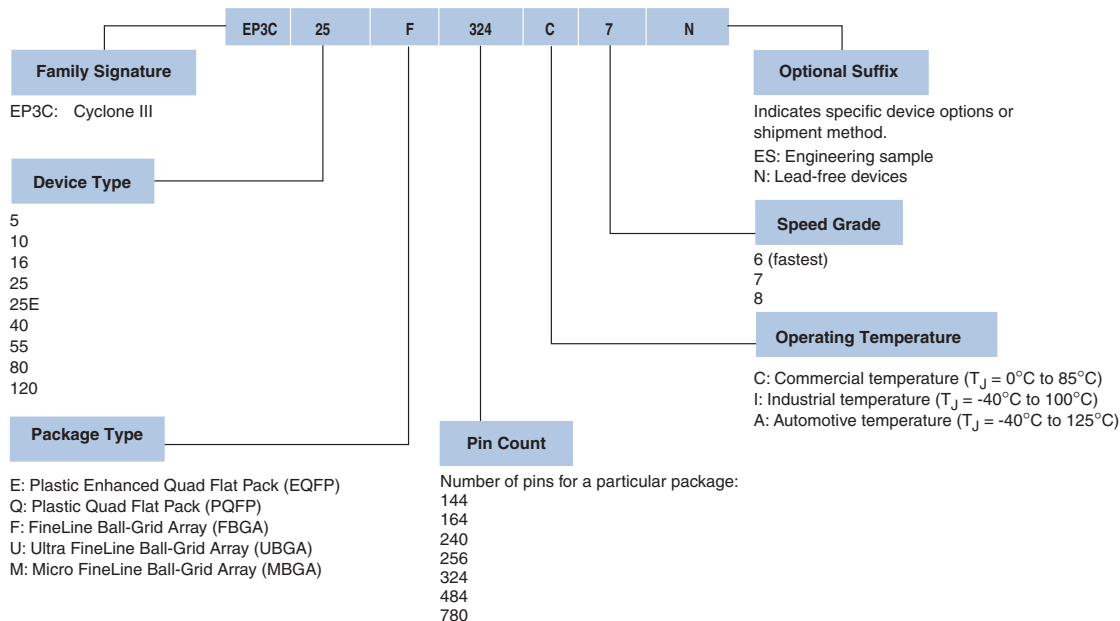 EP3C 25 F 324 C 7 N
Family Signature
EP3C: Cyclone III
Device Type
5
10
16
25
25E
40
55
80
120
Package Type
E: Plastic Enhanced Quad Flat Pack (EQFP)
Q: Plastic Quad Flat Pack (PQFP)
F: FineLine Ball-Grid Array (FBGA)
U: Ultra FineLine Ball-Grid Array (UBGA)
M: Micro FineLine Ball-Grid Array (MBGA)
Pin Count
Number of pins for a particular package:
144
164
240
256
324
484
780
Optional Suffix
Indicates specific device options or
shipment method.
ES: Engineering sample
N: Lead-free devices
Speed Grade
6 (fastest)
7
8
Operating Temperature
C: Commercial temperature (TJ = 0°C to 85°C)
I: Industrial temperature (TJ = -40°C to 100°C)
A: Automotive temperature (TJ = -40°C to 125°C)